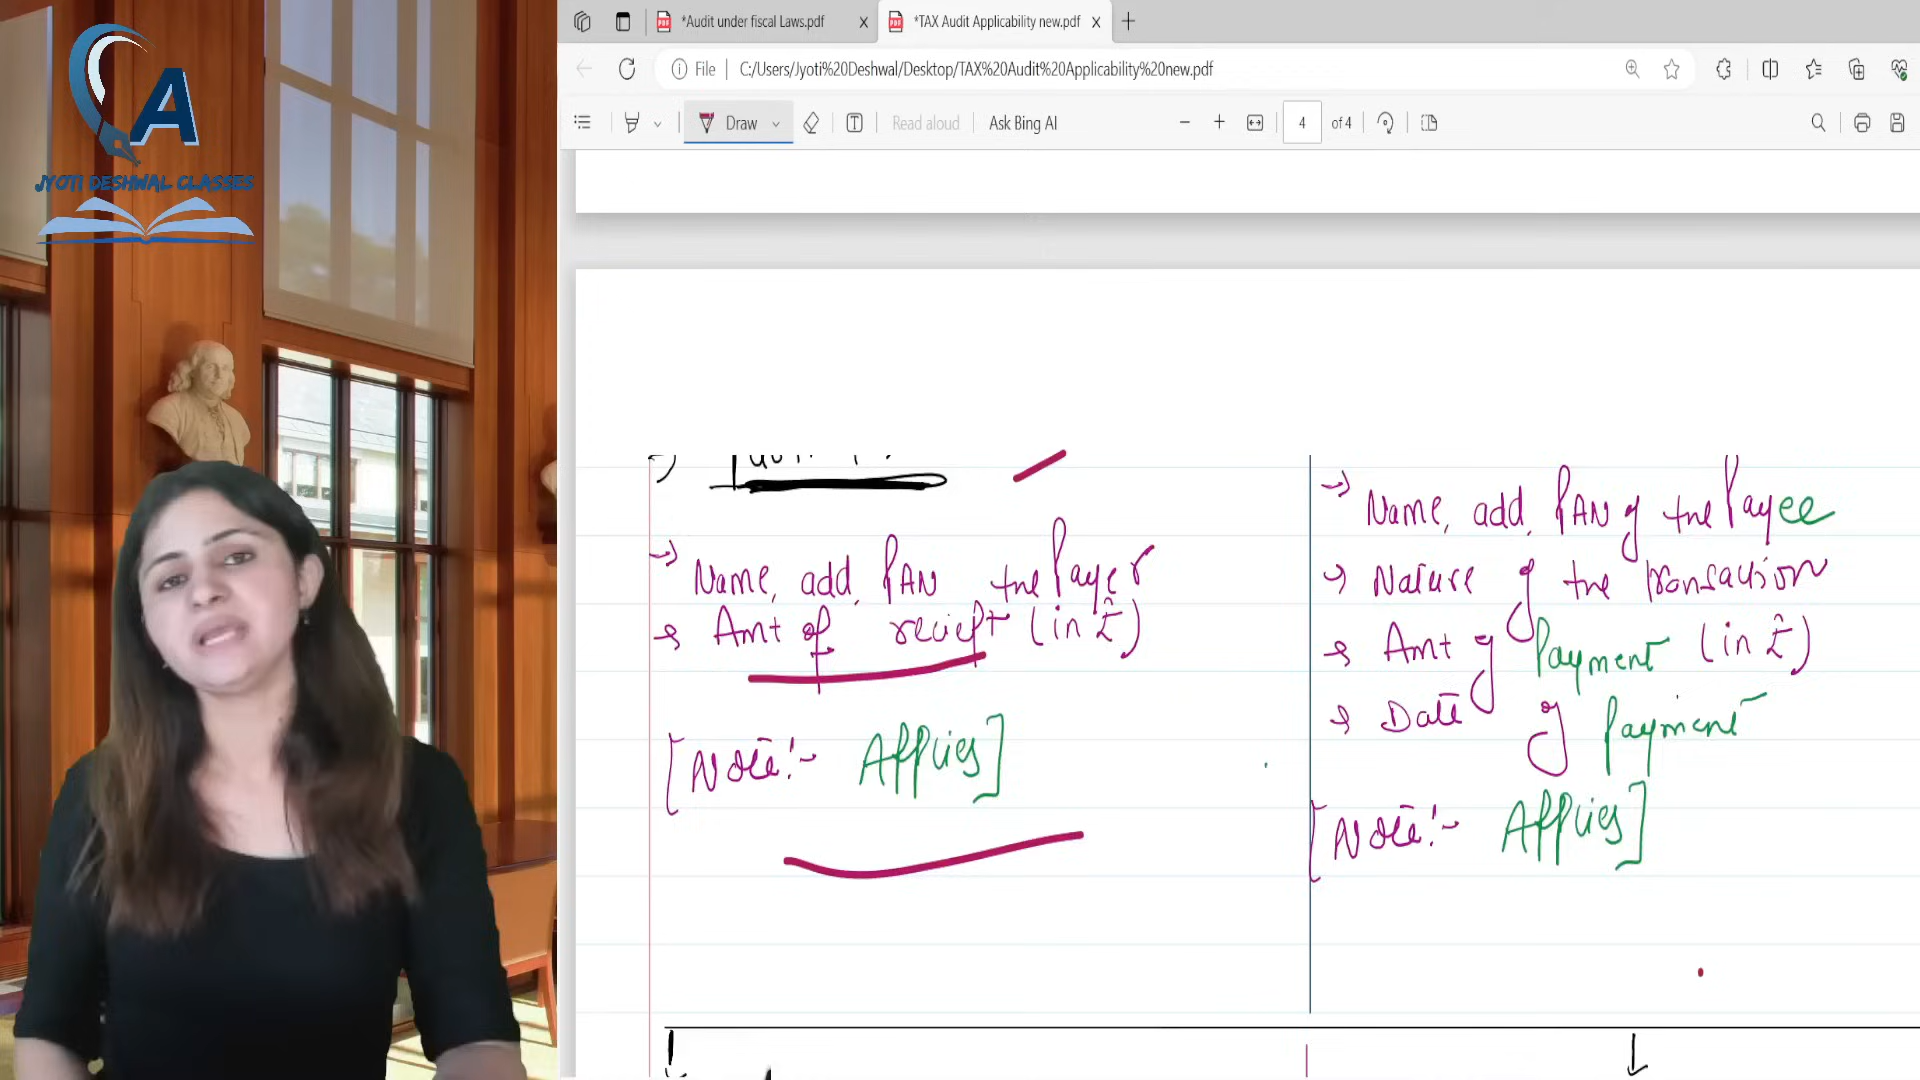 *Audit under fiscal Laws.pdf
*TAX Audit Applicability new.pdf
File
C:/Users/Jyoti%20Deshwal/Desktop/TAX%20Audit%20Applicability%20new.pdf
Draw
Read aloud
Ask Bing AI
4 of 4
CA
JYOTI DESHWAL CLASSES
→ Name, add, PAN the Payer
→ Amt of reciept (in ₹)
[Note:- Applies]
→ Name, add, PAN of the Payee
→ Nature of the transaction
→ Amt of Payment (in ₹)
→ Date of Payment
[Note:- Applies]